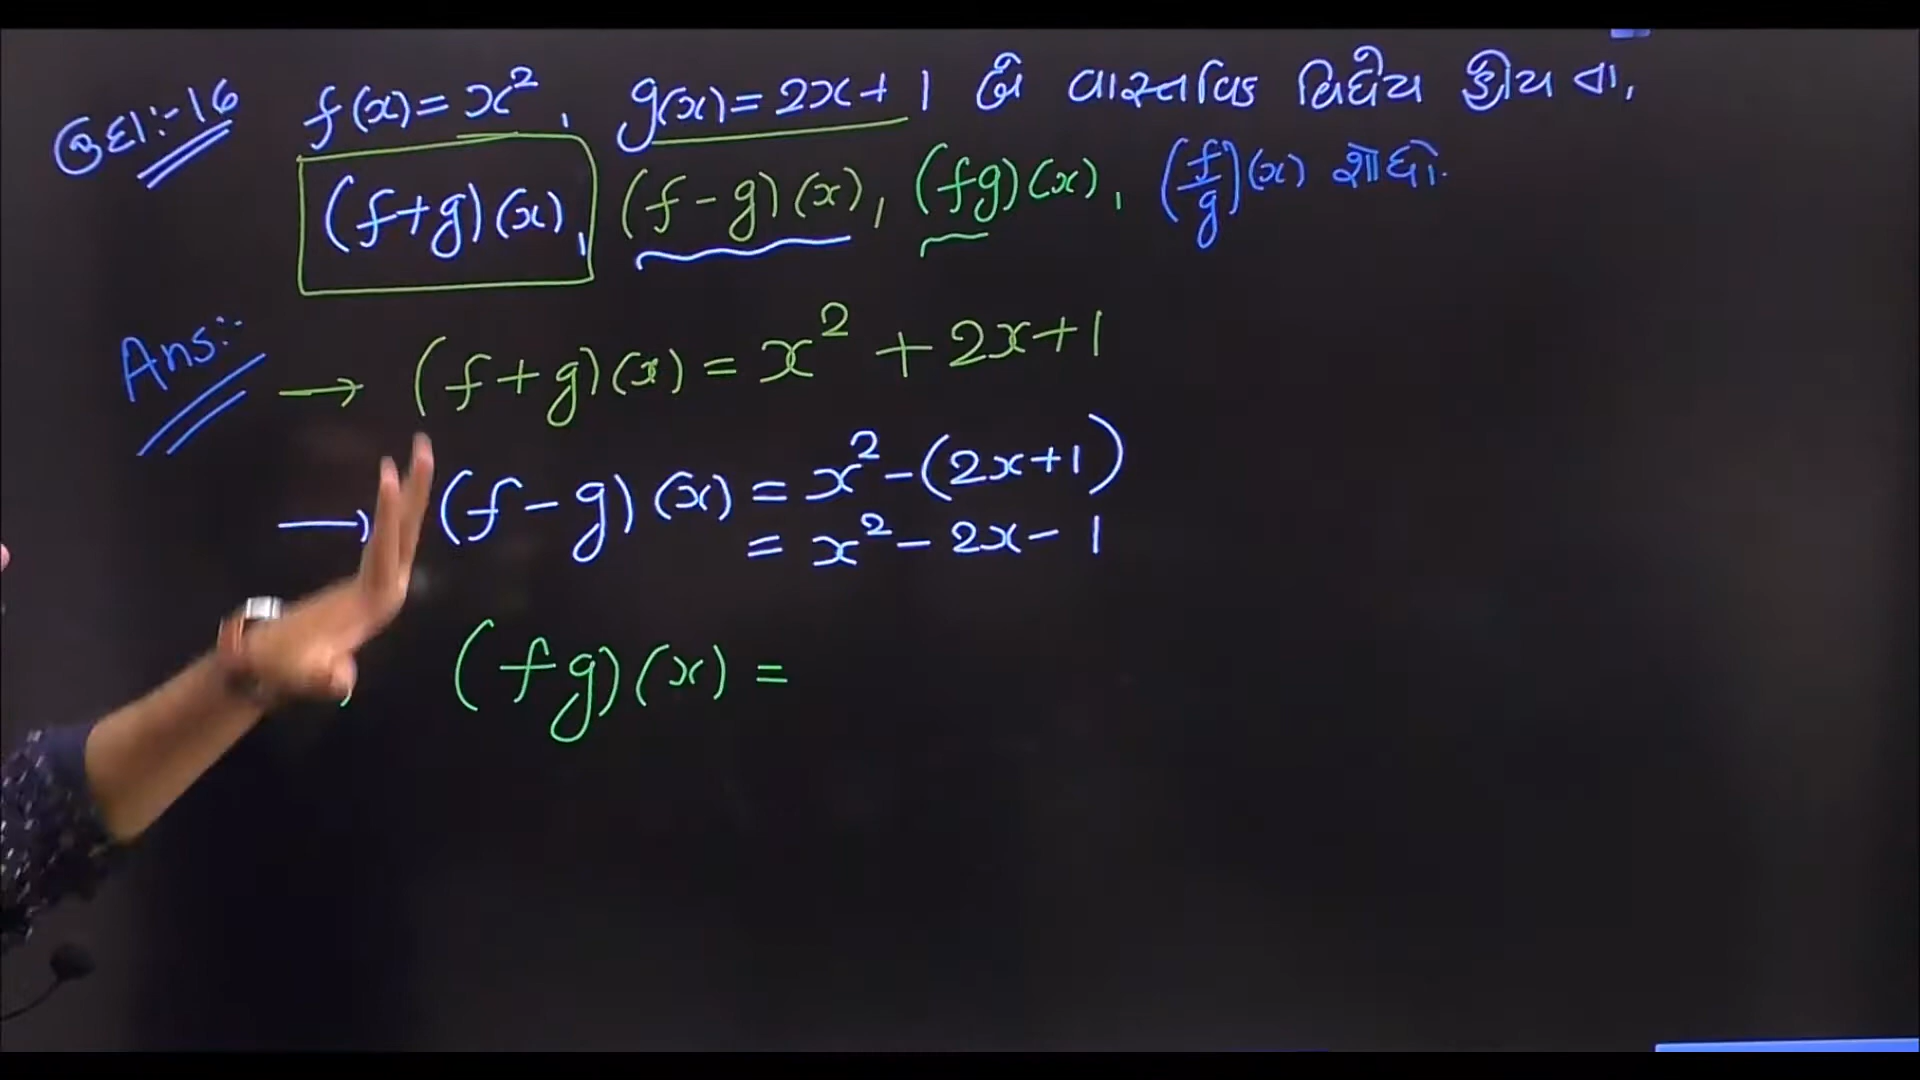 ઉદા:-16 f(x) = x², g(x) = 2x + 1 બે વાસ્તવિક વિધેય હોય તો,
(f+g)(x), (f-g)(x), (fg)(x), (f/g)(x) શોધો.
Ans:-
→ (f+g)(x) = x² + 2x+1
→ (f-g)(x) = x² - (2x+1)
= x² - 2x - 1
(fg)(x) =